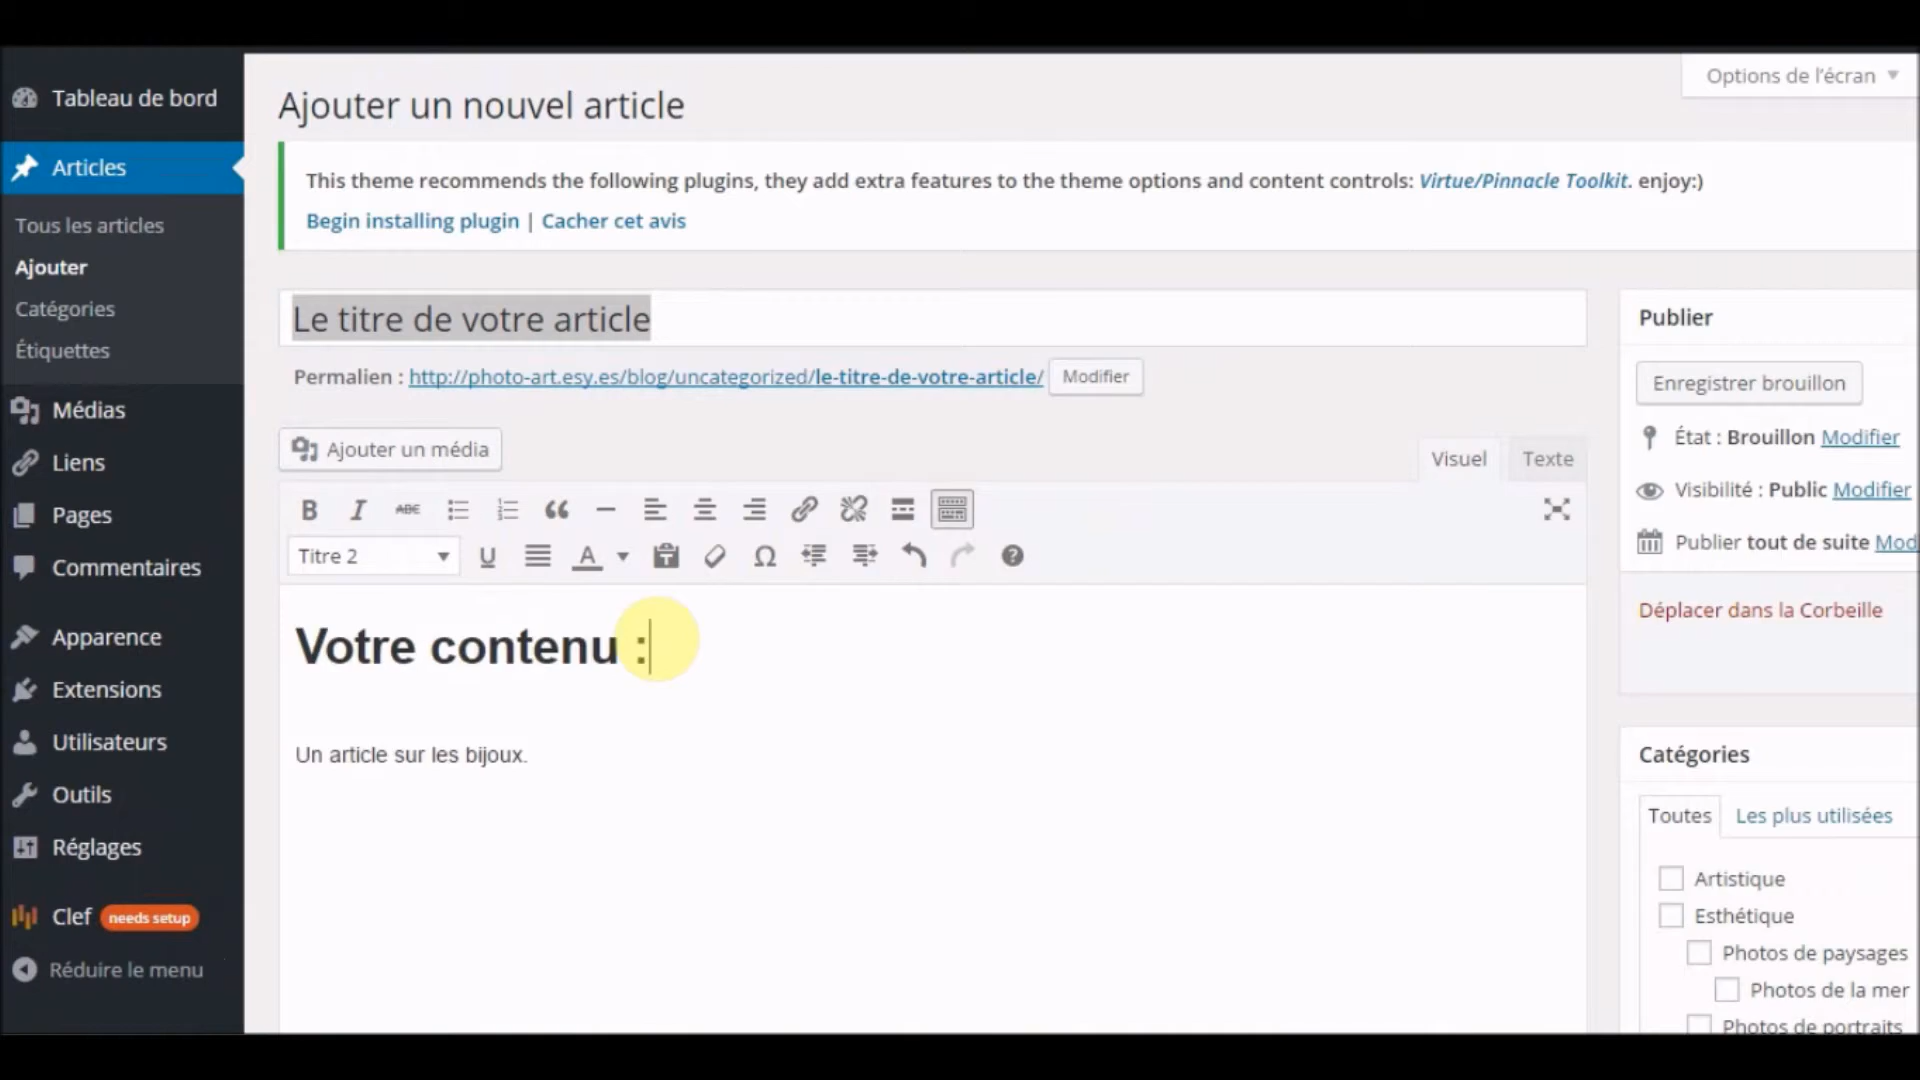 Options de l'écran
Tableau de bord
Articles
Tous les articles
Ajouter
Catégories
Étiquettes
Médias
Liens
Pages
Commentaires
Apparence
Extensions
Utilisateurs
Outils
Réglages
Clef needs setup
Réduire le menu
Ajouter un nouvel article
This theme recommends the following plugins, they add extra features to the theme options and content controls: Virtue/Pinnacle Toolkit. enjoy:)
Begin installing plugin | Cacher cet avis
Le titre de votre article
Permalien : http://photo-art.esy.es/blog/uncategorized/le-titre-de-votre-article/ Modifier
Ajouter un média
Visuel Texte
B I ABC
Titre 2 U A Ω ?
Votre contenu :
Un article sur les bijoux.
Publier
Enregistrer brouillon
État : Brouillon Modifier
Visibilité : Public Modifier
Publier tout de suite Mod
Déplacer dans la Corbeille
Catégories
Toutes Les plus utilisées
Artistique
Esthétique
Photos de paysages
Photos de la mer
Photos de portraits